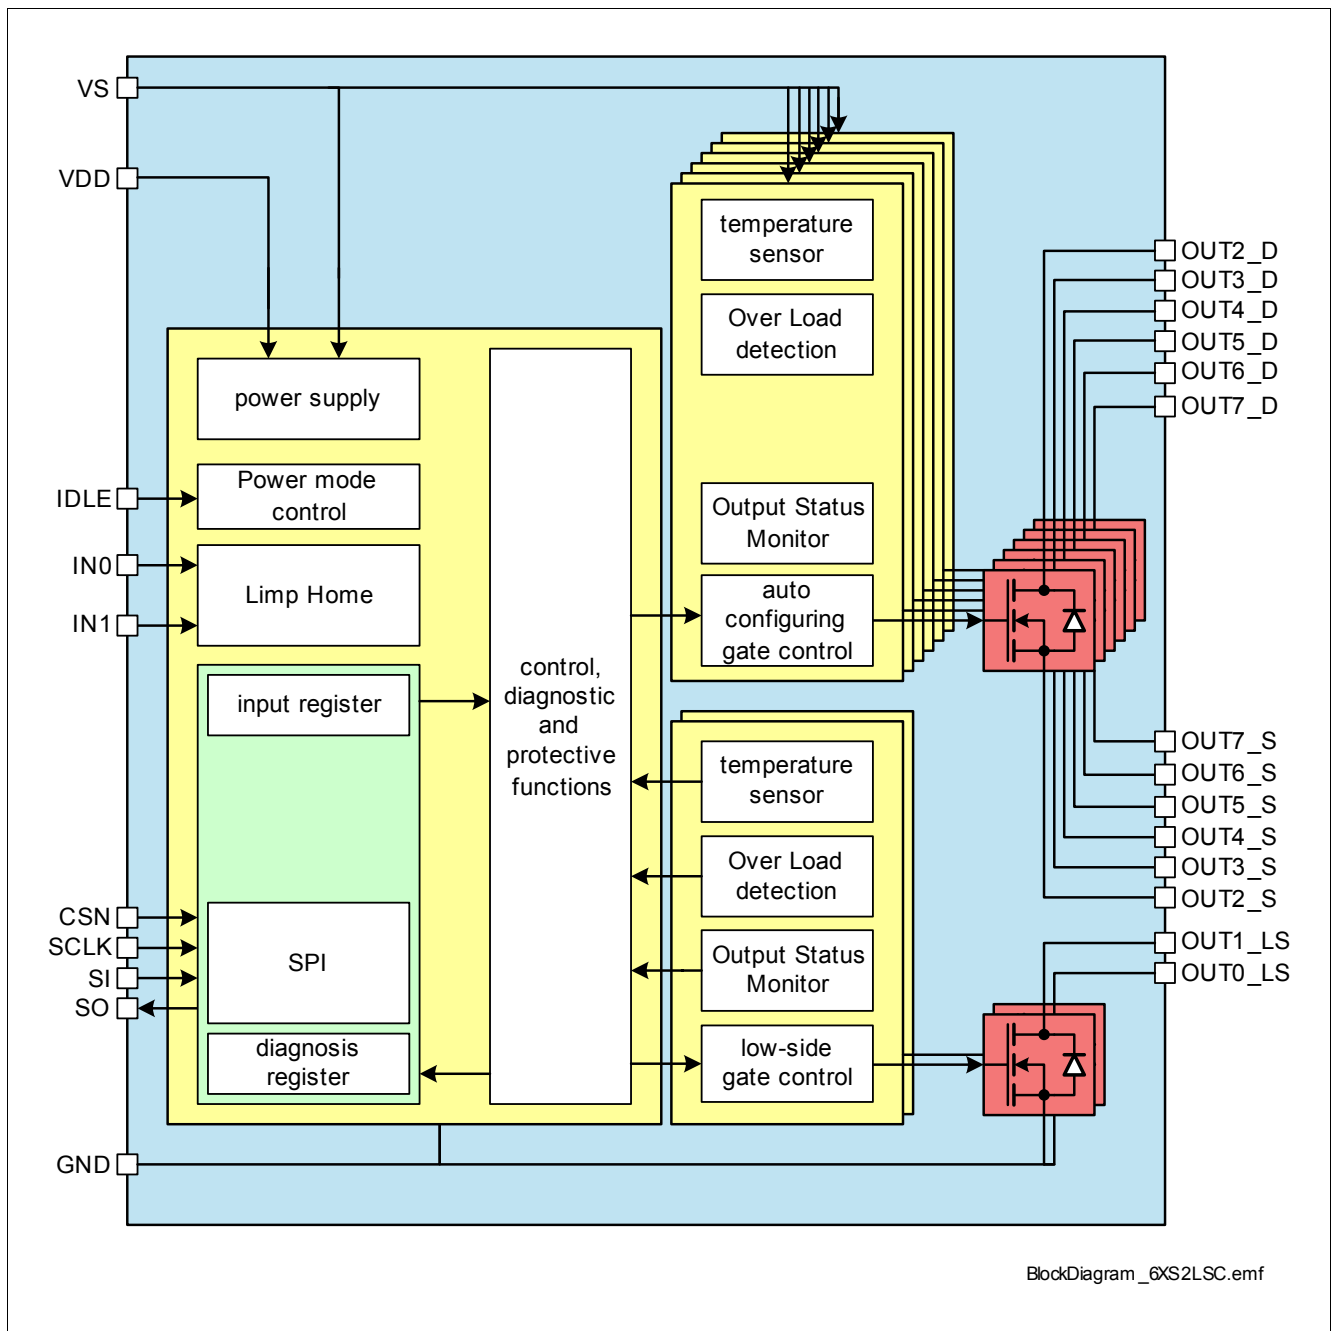 VS
VDD
IDLE
IN0
IN1
CSN
SCLK
SI
SO
GND
power supply
Power mode
control
Limp Home
input register
SPI
diagnosis
register
control,
diagnostic
and
protective
functions
temperature
sensor
Over Load
detection
Output Status
Monitor
auto
configuring
gate control
temperature
sensor
Over Load
detection
Output Status
Monitor
low-side
gate control
OUT2_D
OUT3_D
OUT4_D
OUT5_D
OUT6_D
OUT7_D
OUT7_S
OUT6_S
OUT5_S
OUT4_S
OUT3_S
OUT2_S
OUT1_LS
OUT0_LS
BlockDiagram_6XS2LSC.emf